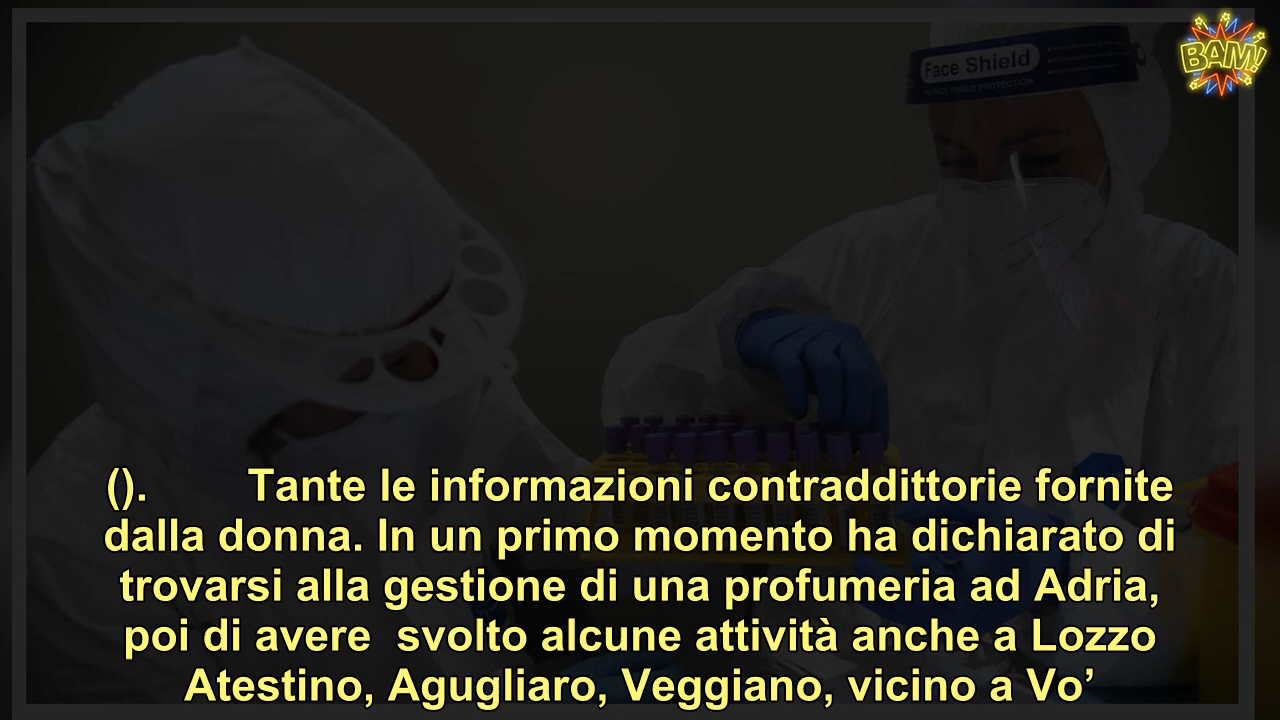 BAM!
Face Shield
(). Tante le informazioni contraddittorie fornite
dalla donna. In un primo momento ha dichiarato di
trovarsi alla gestione di una profumeria ad Adria,
poi di avere  svolto alcune attività anche a Lozzo
Atestino, Agugliaro, Veggiano, vicino a Vo’